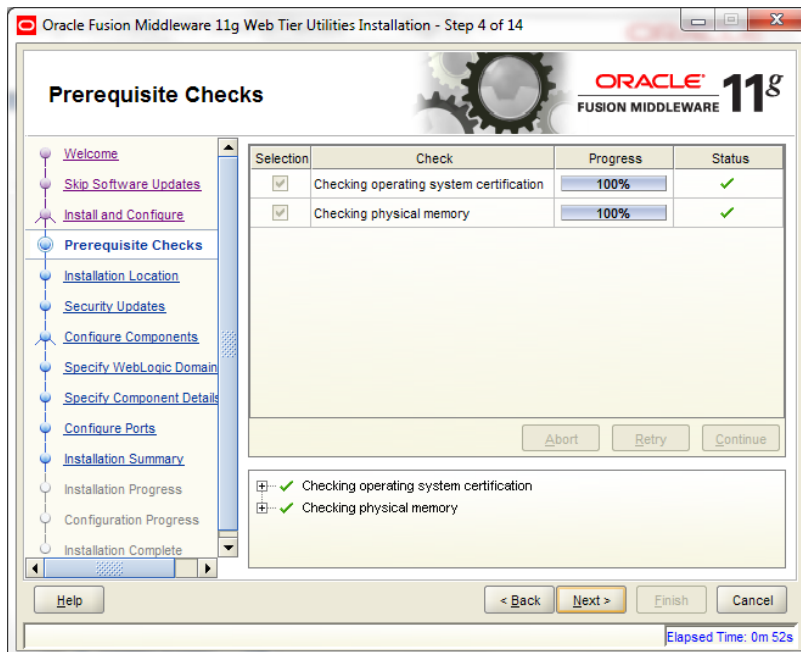 Oracle Fusion Middleware 11g Web Tier Utilities Installation - Step 4 of 14
Prerequisite Checks
ORACLE
FUSION MIDDLEWARE 11g
Welcome
Skip Software Updates
Install and Configure
Prerequisite Checks
Installation Location
Security Updates
Configure Components
Specify WebLogic Domain
Specify Component Details
Configure Ports
Installation Summary
Installation Progress
Configuration Progress
Installation Complete
Selection Check Progress Status
Checking operating system certification 100%
Checking physical memory 100%
Abort Retry Continue
Checking operating system certification
Checking physical memory
Help < Back Next > Finish Cancel
Elapsed Time: 0m 52s